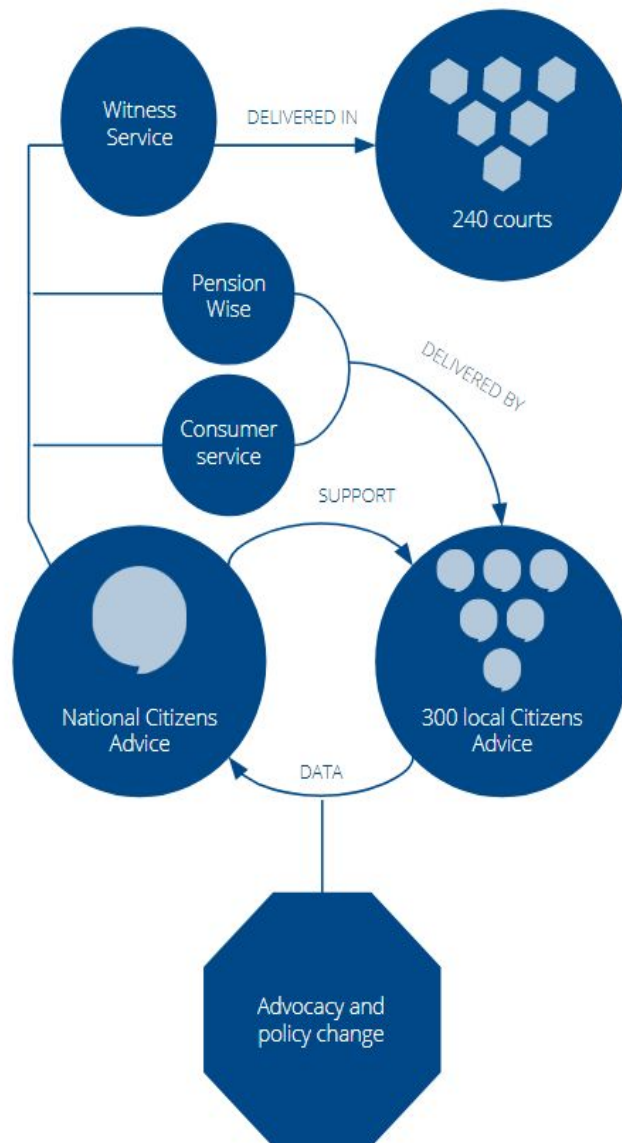 Witness
Service
DELIVERED IN
240 courts
Pension
Wise
DELIVERED BY
Consumer
service
SUPPORT
National Citizens
Advice
300 local Citizens
Advice
DATA
Advocacy and
policy change